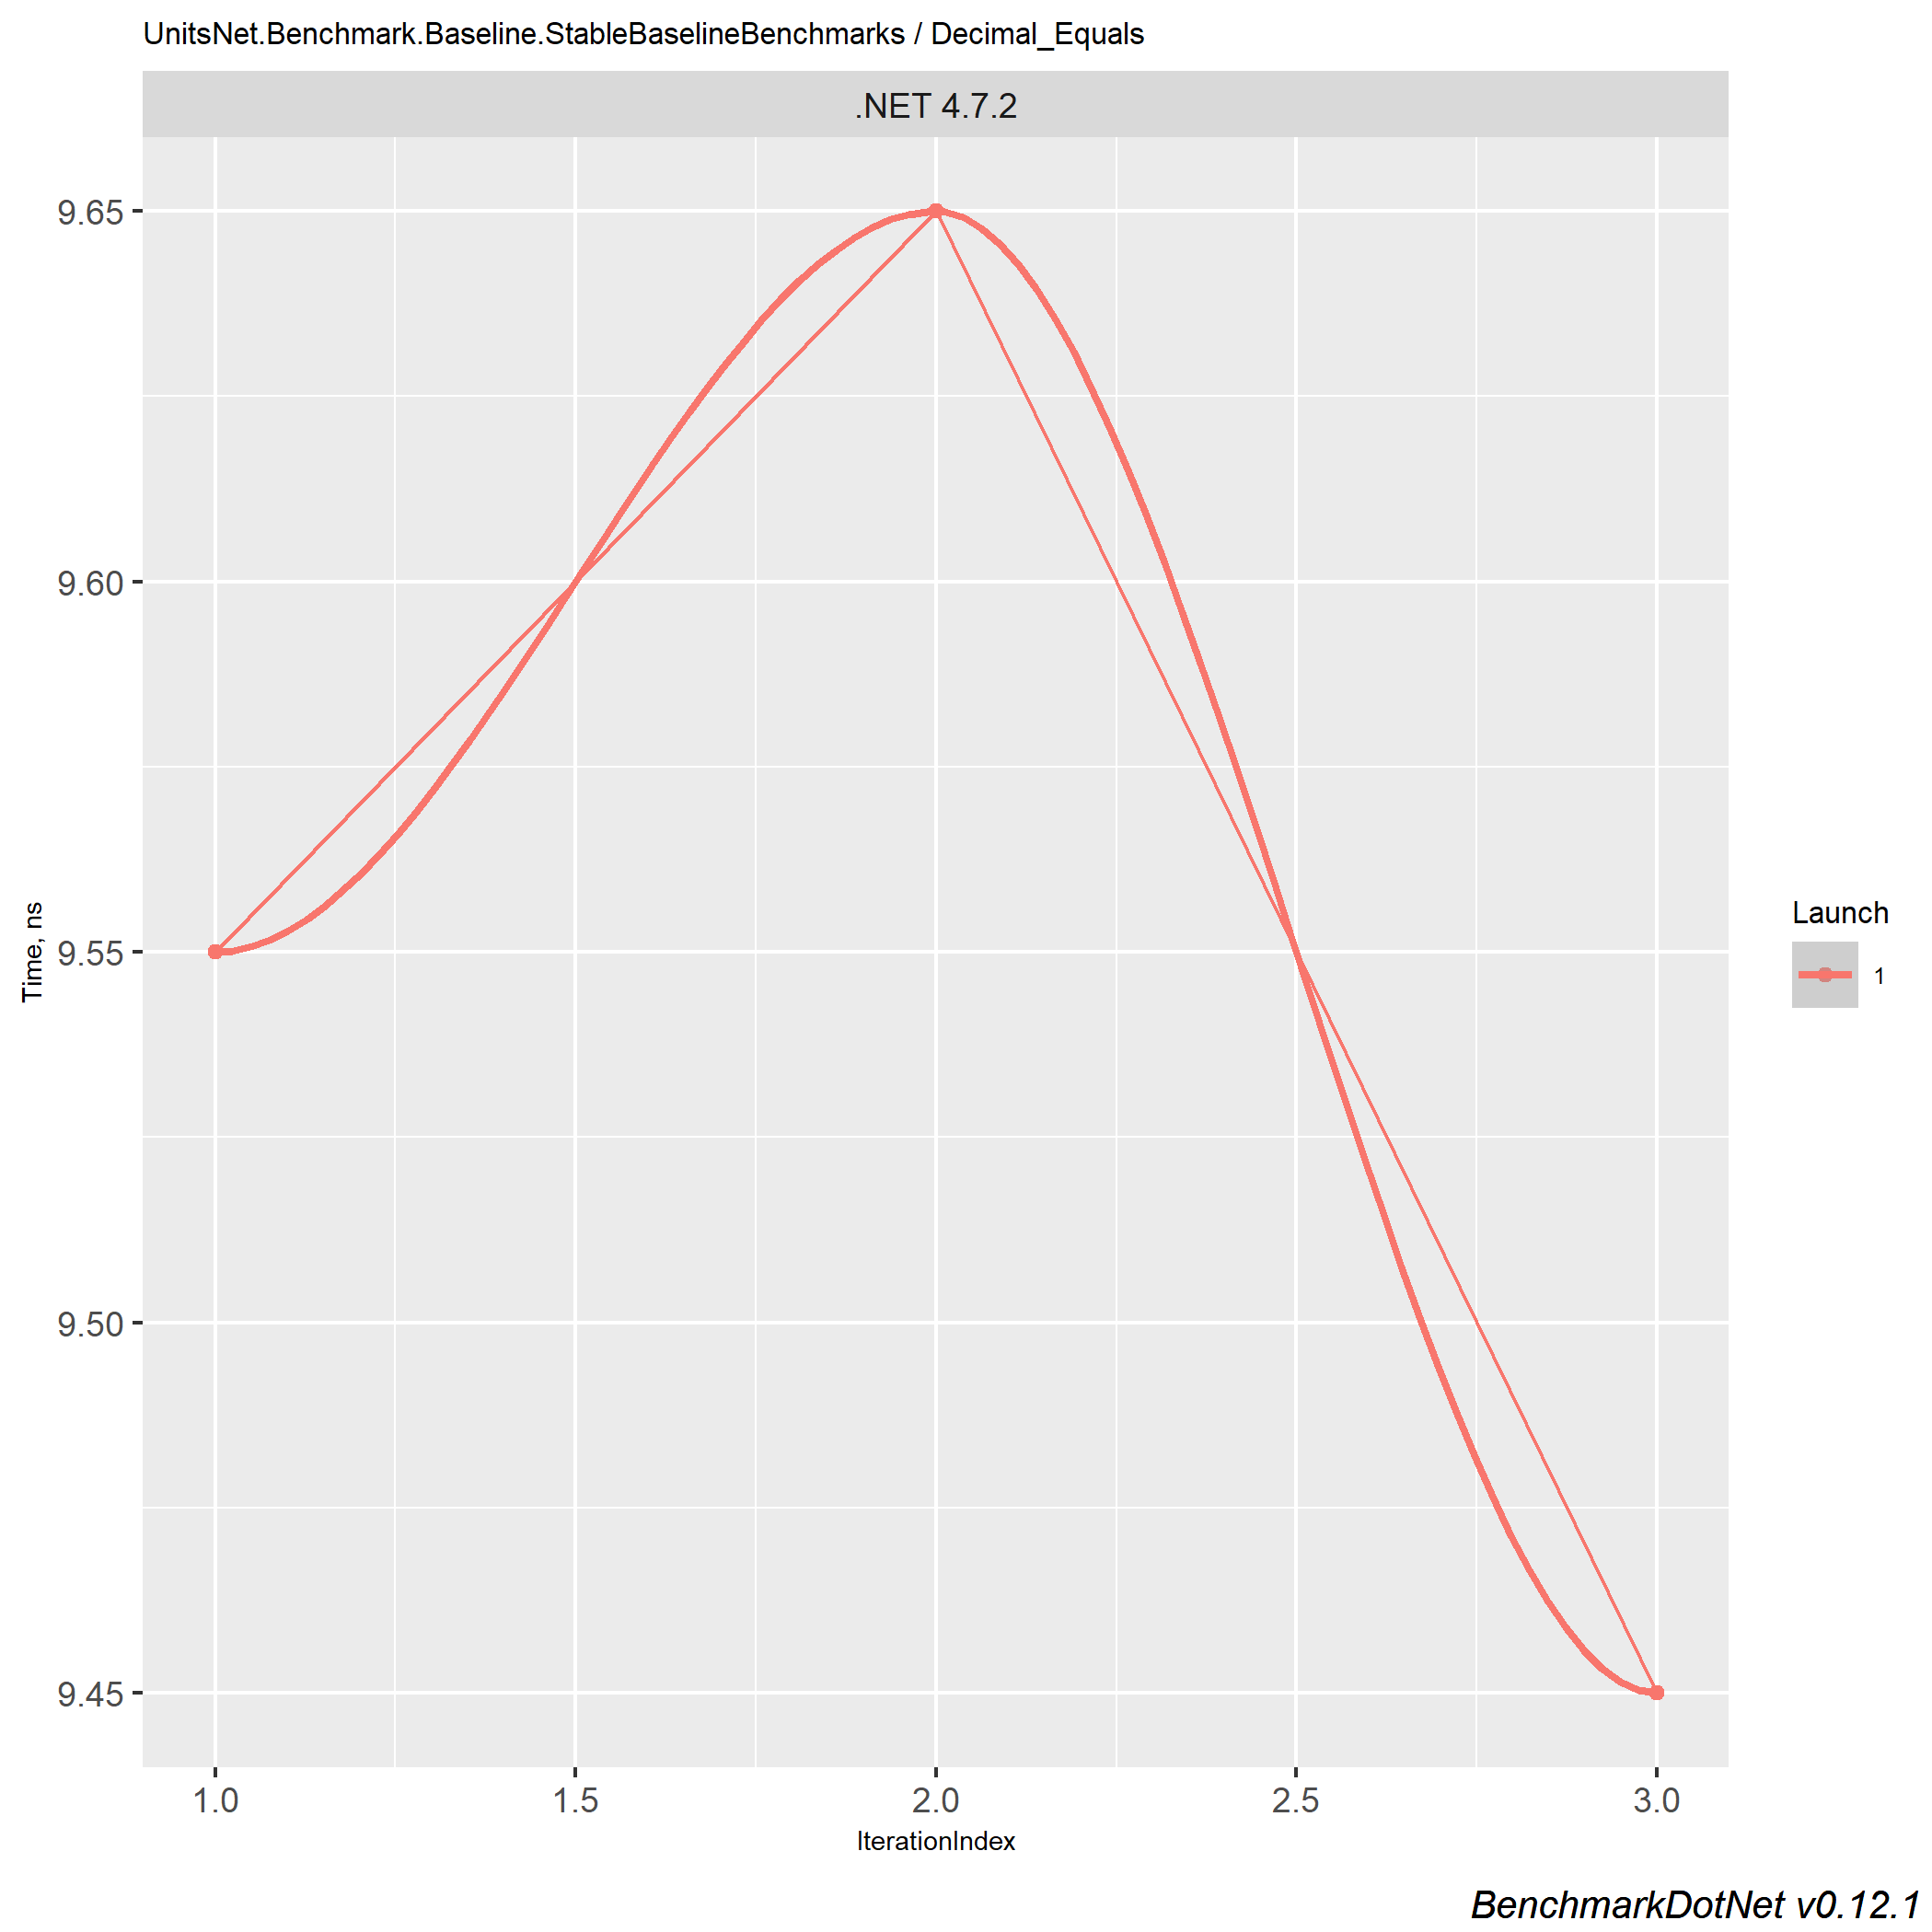 UnitsNet.Benchmark.Baseline.StableBaselineBenchmarks / Decimal_Equals
.NET 4.7.2
9.65
9.60
9.55
9.50
9.45
Time, ns
1.0 1.5 2.0 2.5 3.0
IterationIndex
Launch
1
BenchmarkDotNet v0.12.1